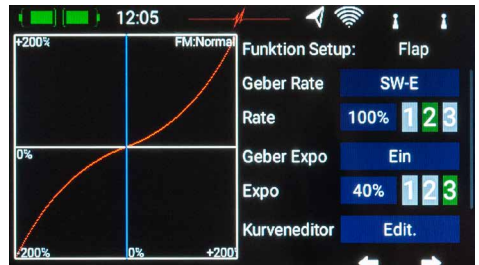 12:05
+200%
FM:Normal
Funktion Setup:
Flap
Geber Rate
SW-E
Rate
100%
1
2
3
0%
Geber Expo
Ein
Expo
40%
1
2
3
Kurveneditor
Edit.
-200%
0%
+200%